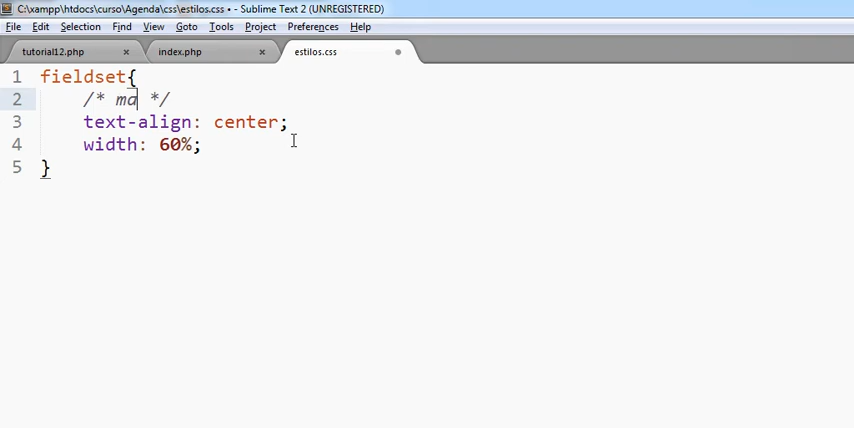 C:\xampp\htdocs\curso\Agenda\css\estilos.css • - Sublime Text 2 (UNREGISTERED)
File Edit Selection Find View Goto Tools Project Preferences Help
tutorial12.php × index.php × estilos.css
1 fieldset{
2 /* ma */
3 text-align: center;
4 width: 60%;
5 }